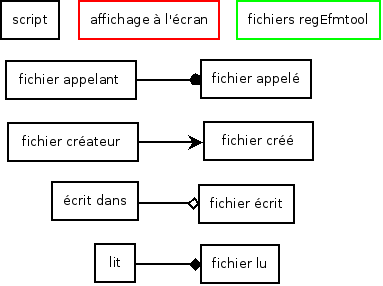 script
affichage à l'écran
fichiers regEfmtool
fichier appelant
fichier appelé
fichier créateur
fichier créé
écrit dans
fichier écrit
lit
fichier lu